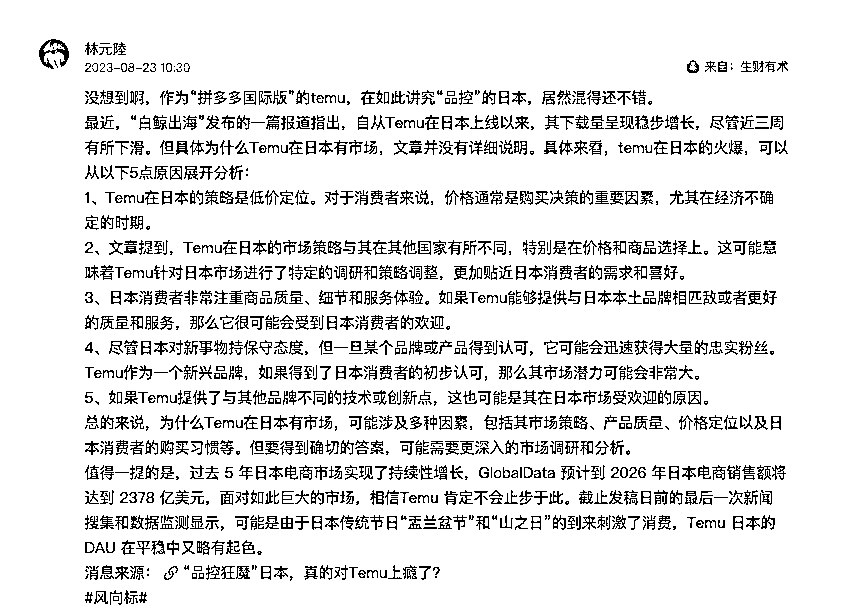 林元陸
2023-08-23 10:30
来自：生财有术
没想到啊，作为“拼多多国际版”的temu，在如此讲究“品控”的日本，居然混得还不错。
最近，“白鲸出海”发布的一篇报道指出，自从Temu在日本上线以来，其下载量呈现稳步增长，尽管近三周
有所下滑。但具体为什么Temu在日本有市场，文章并没有详细说明。具体来看，temu在日本的火爆，可以
从以下5点原因展开分析：
1、Temu在日本的策略是低价定位。对于消费者来说，价格通常是购买决策的重要因素，尤其在经济不确
定的时期。
2、文章提到，Temu在日本的市场策略与其在其他国家有所不同，特别是在价格和商品选择上。这可能意
味着Temu针对日本市场进行了特定的调研和策略调整，更加贴近日本消费者的需求和喜好。
3、日本消费者非常注重商品质量、细节和服务体验。如果Temu能够提供与日本本土品牌相匹敌或者更好
的质量和服务，那么它很可能会受到日本消费者的欢迎。
4、尽管日本对新事物持保守态度，但一旦某个品牌或产品得到认可，它可能会迅速获得大量的忠实粉丝。
Temu作为一个新兴品牌，如果得到了日本消费者的初步认可，那么其市场潜力可能会非常大。
5、如果Temu提供了与其他品牌不同的技术或创新点，这也可能是其在日本市场受欢迎的原因。
总的来说，为什么Temu在日本有市场，可能涉及多种因素，包括其市场策略、产品质量、价格定位以及日
本消费者的购买习惯等。但要得到确切的答案，可能需要更深入的市场调研和分析。
值得一提的是，过去 5 年日本电商市场实现了持续性增长，GlobalData 预计到 2026 年日本电商销售额将
达到 2378 亿美元，面对如此巨大的市场，相信Temu 肯定不会止步于此。截止发稿日前的最后一次新闻
搜集和数据监测显示，可能是由于日本传统节日“盂兰盆节”和“山之日”的到来刺激了消费，Temu 日本的
DAU 在平稳中又略有起色。
消息来源： “品控狂魔”日本，真的对Temu上瘾了？
#风向标#